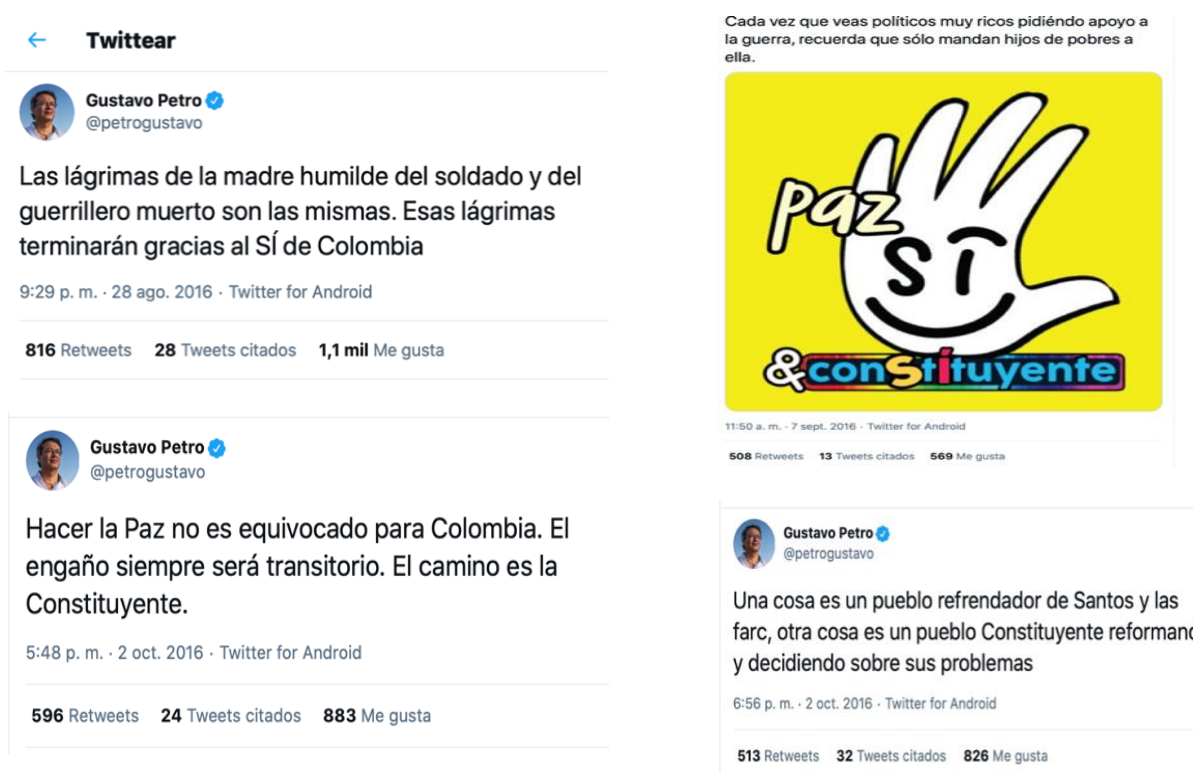 Twittear
Gustavo Petro
@petrogustavo
Las lágrimas de la madre humilde del soldado y del
guerrillero muerto son las mismas. Esas lágrimas
terminarán gracias al SÍ de Colombia
9:29 p. m. · 28 ago. 2016 · Twitter for Android
816 Retweets 28 Tweets citados 1,1 mil Me gusta
Gustavo Petro
@petrogustavo
Hacer la Paz no es equivocado para Colombia. El
engaño siempre será transitorio. El camino es la
Constituyente.
5:48 p. m. · 2 oct. 2016 · Twitter for Android
596 Retweets 24 Tweets citados 883 Me gusta
Cada vez que veas políticos muy ricos pidiéndo apoyo a
la guerra, recuerda que sólo mandan hijos de pobres a
ella.
paz
sí
&constituyente
11:50 a. m. · 7 sept. 2016 · Twitter for Android
508 Retweets 13 Tweets citados 569 Me gusta
Gustavo Petro
@petrogustavo
Una cosa es un pueblo refrendador de Santos y las
farc, otra cosa es un pueblo Constituyente reformand
y decidiendo sobre sus problemas
6:56 p. m. · 2 oct. 2016 · Twitter for Android
513 Retweets 32 Tweets citados 826 Me gusta